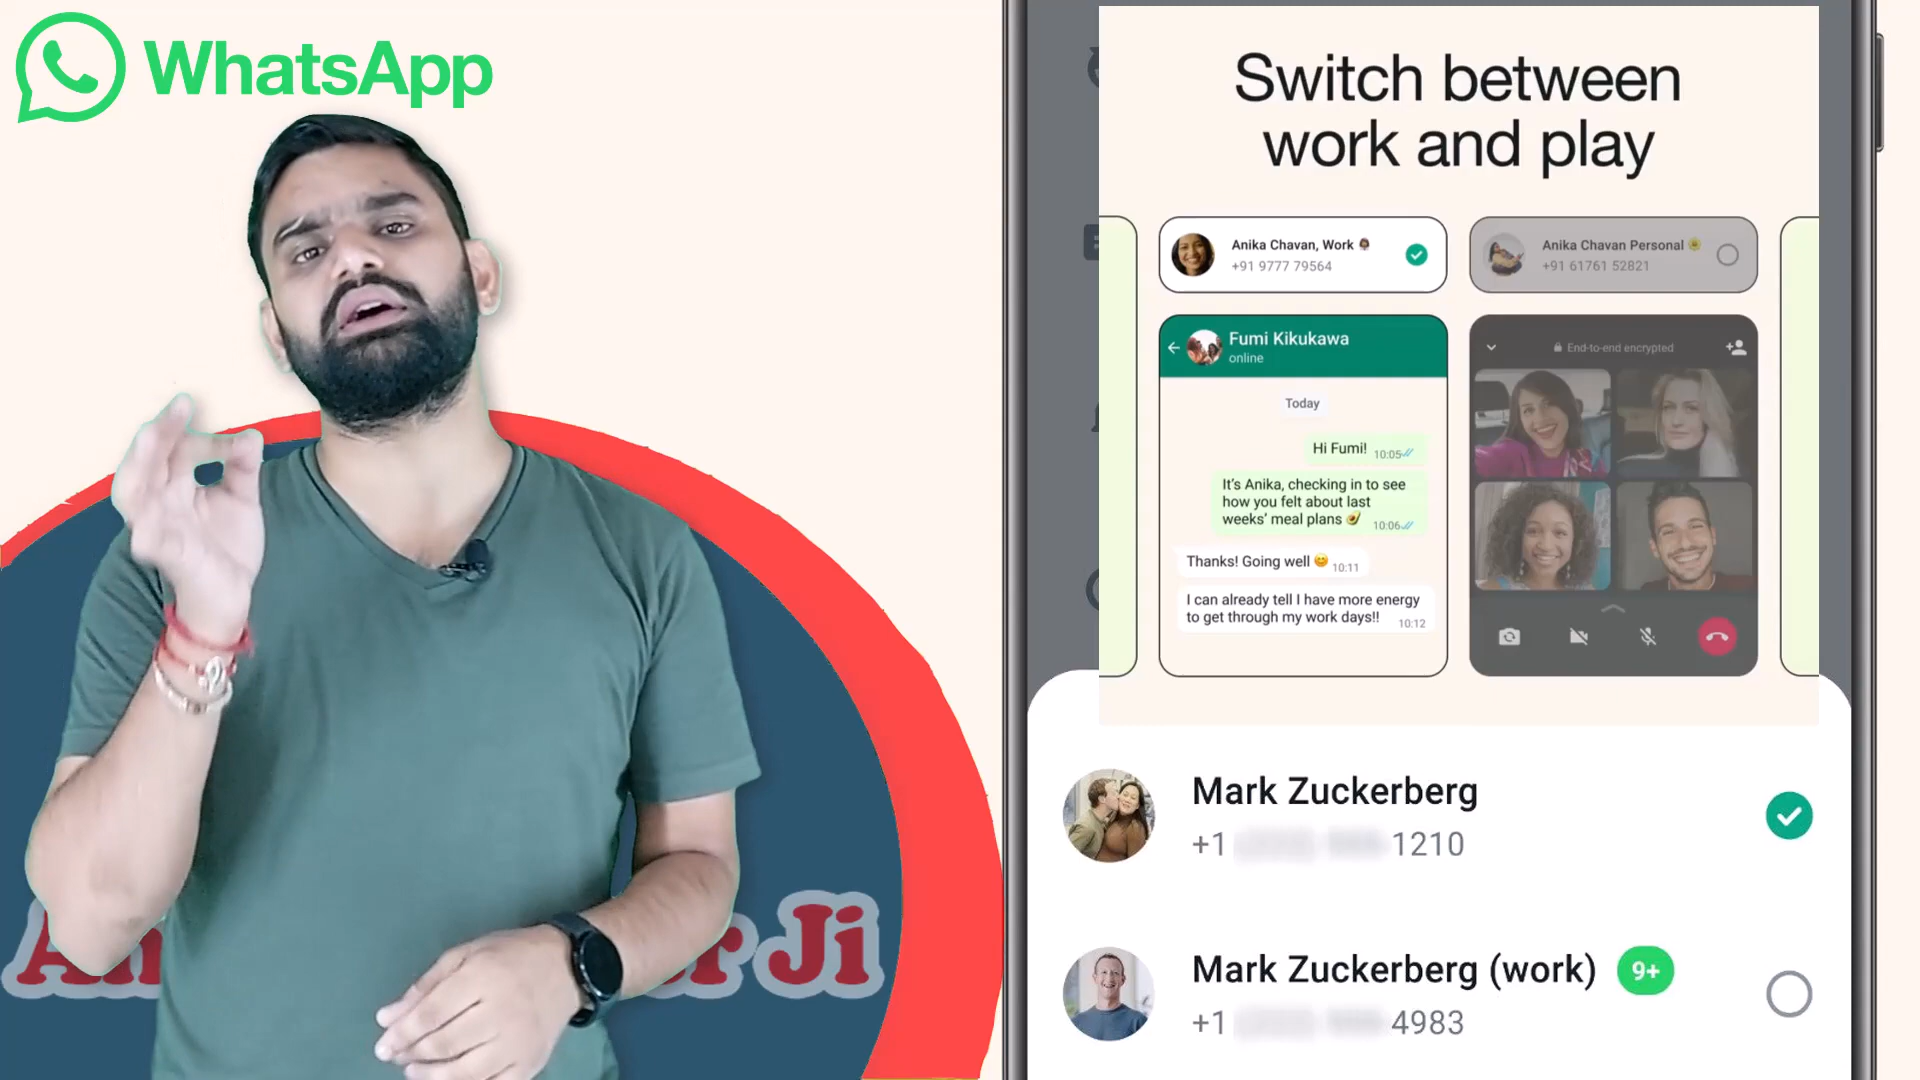 WhatsApp
Switch between
work and play
Anika Chavan, Work
+91 9777 79564
Anika Chavan Personal
+91 61761 52821
Fumi Kikukawa
online
Today
Hi Fumi! 10:05
It's Anika, checking in to see
how you felt about last
weeks' meal plans 🥑 10:06
Thanks! Going well 😊 10:11
I can already tell I have more energy
to get through my work days!! 10:12
End-to-end encrypted
Mark Zuckerberg
+1 1210
Mark Zuckerberg (work) 9+
+1 4983
Ji